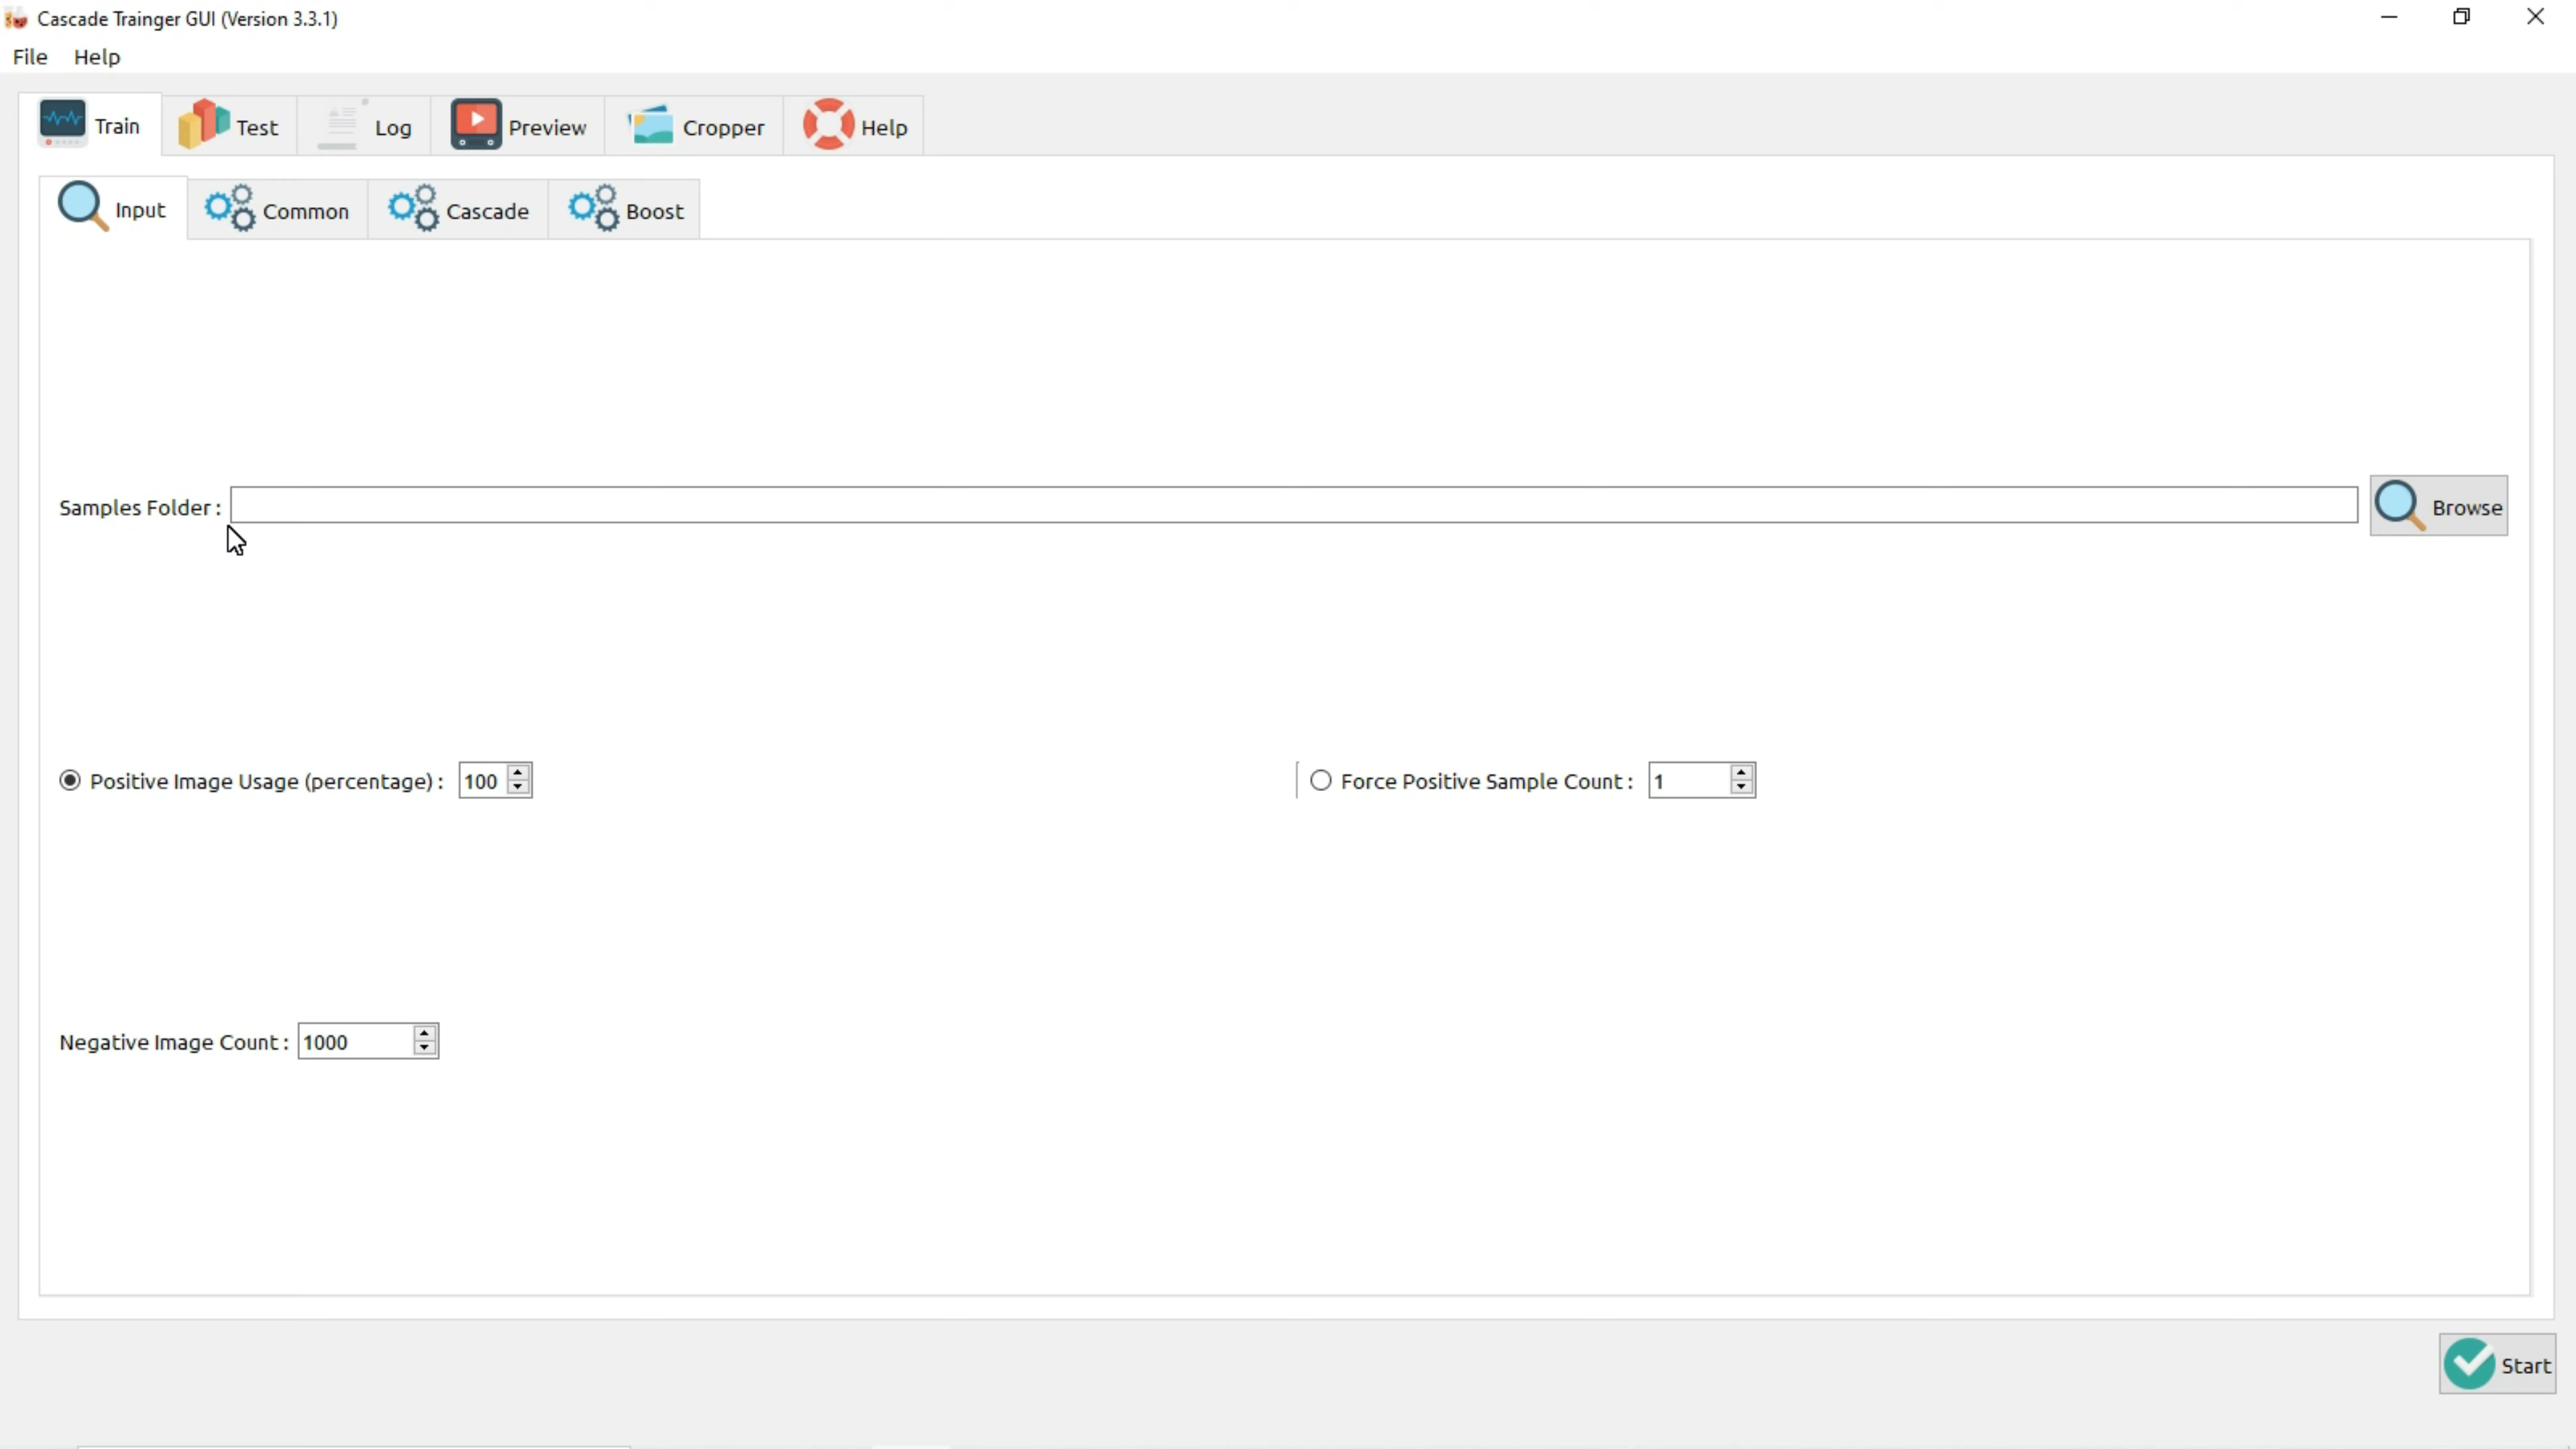 Cascade Trainger GUI (Version 3.3.1)
File Help
Train Test Log Preview Cropper Help
Input Common Cascade Boost
Samples Folder : Browse
Positive Image Usage (percentage) : 100 Force Positive Sample Count : 1
Negative Image Count : 1000
Start